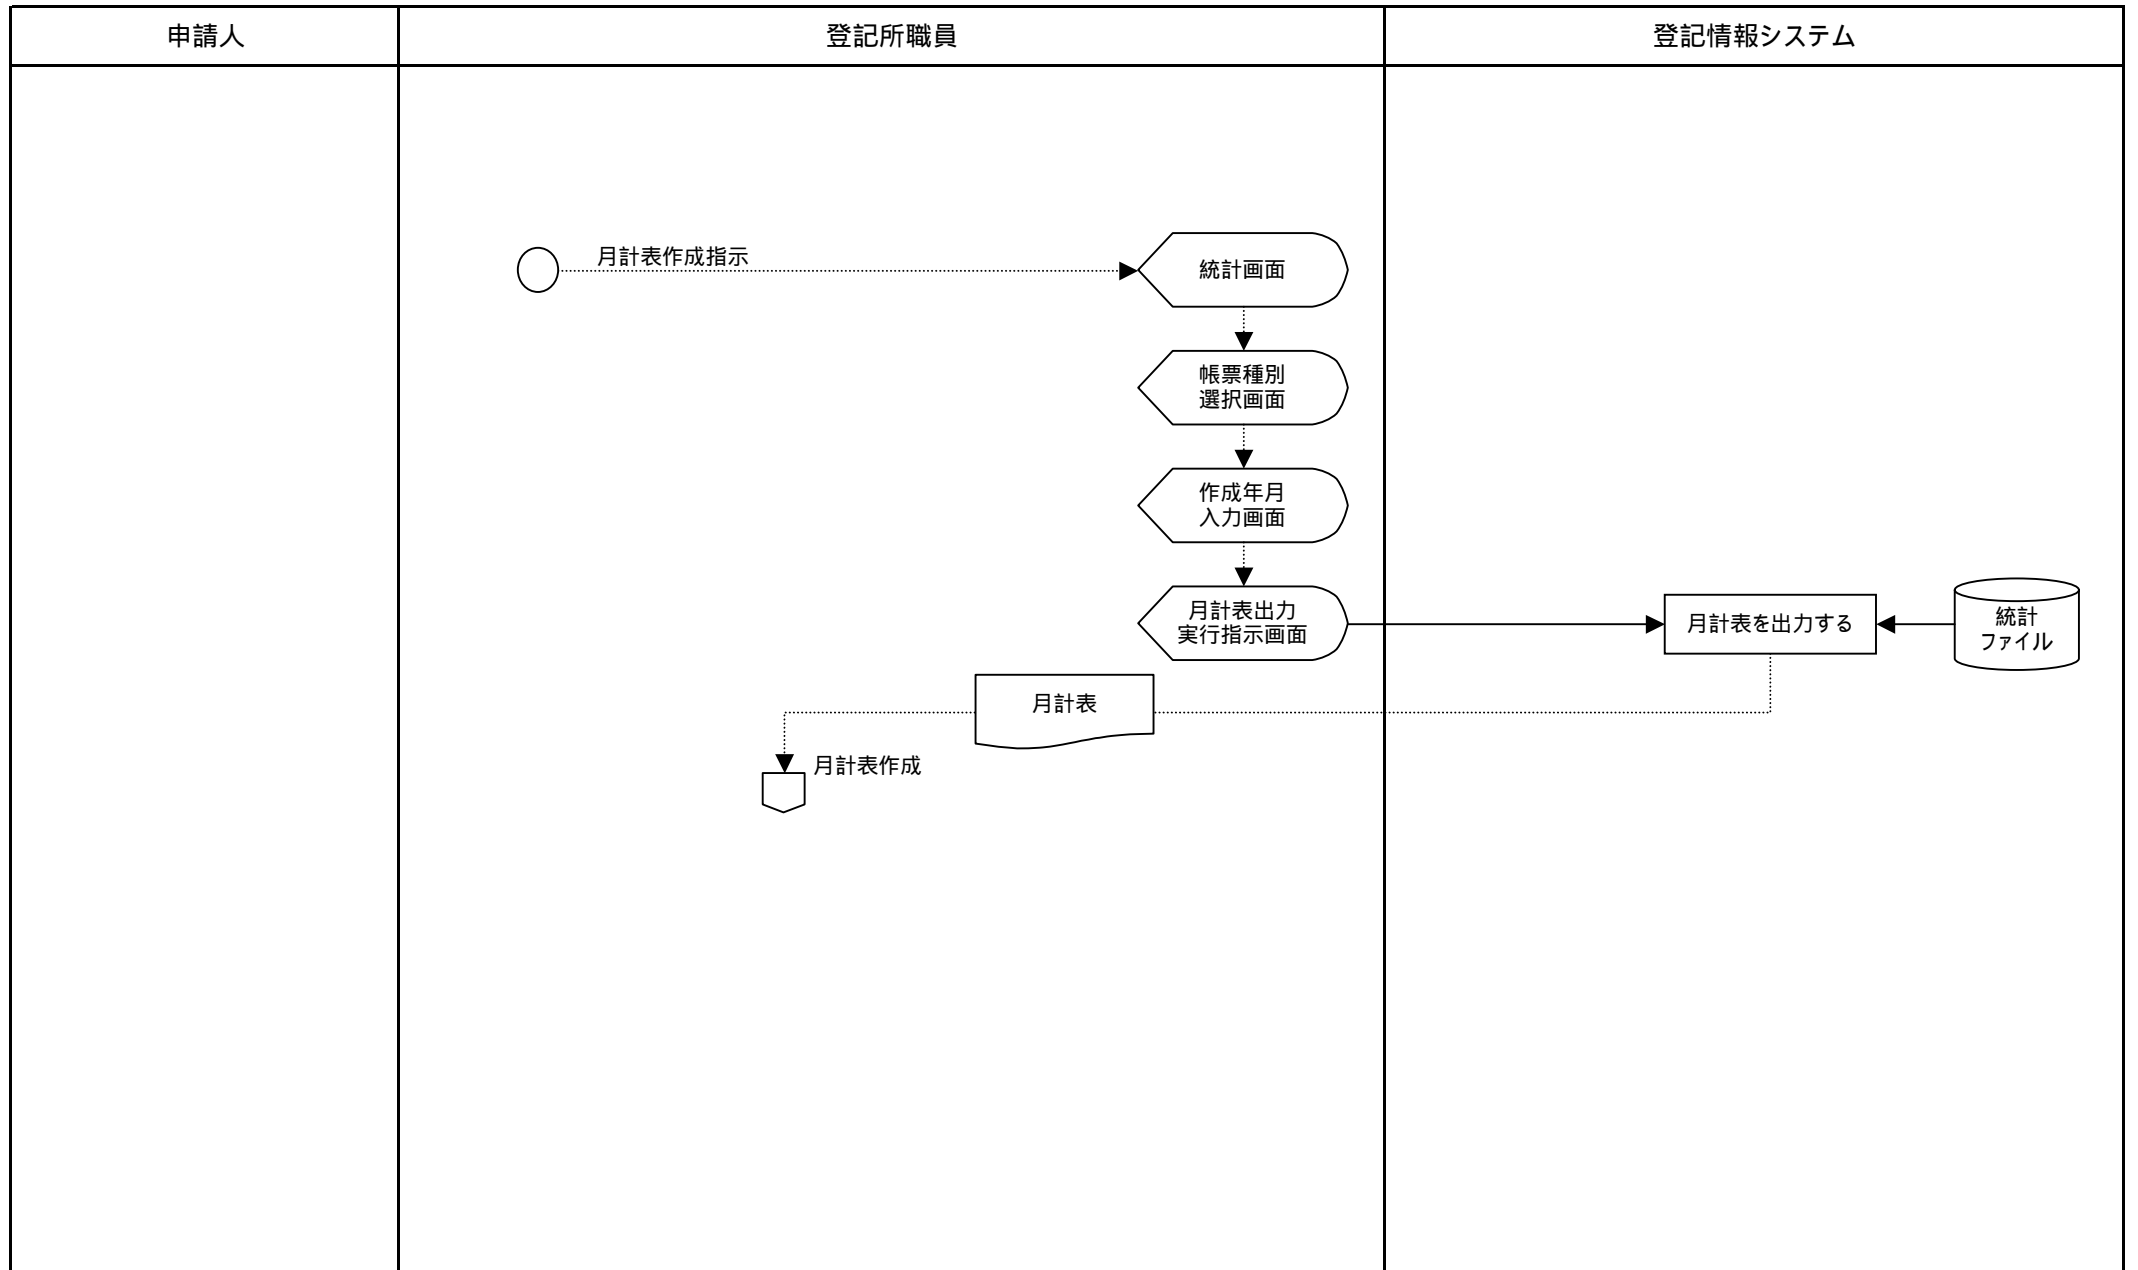 申請人
登記所職員
登記情報システム
月計表作成指示
統計画面
帳票種別
選択画面
作成年月
入力画面
月計表出力
実行指示画面
月計表を出力する
統計
ファイル
月計表
月計表作成